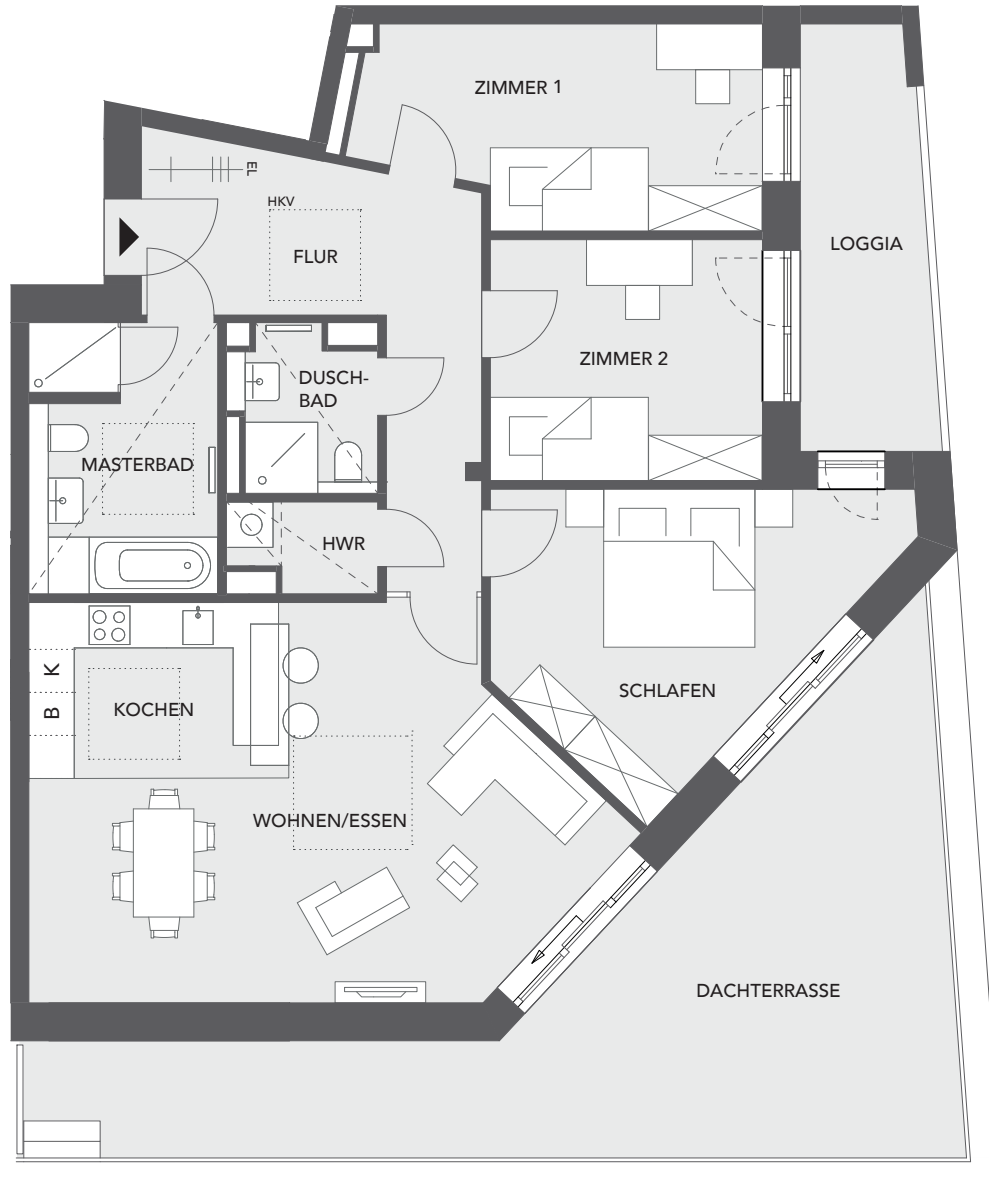 ZIMMER 1
EL
HKV
FLUR
LOGGIA
ZIMMER 2
DUSCH-
BAD
MASTERBAD
HWR
K
B
KOCHEN
SCHLAFEN
WOHNEN/ESSEN
DACHTERRASSE